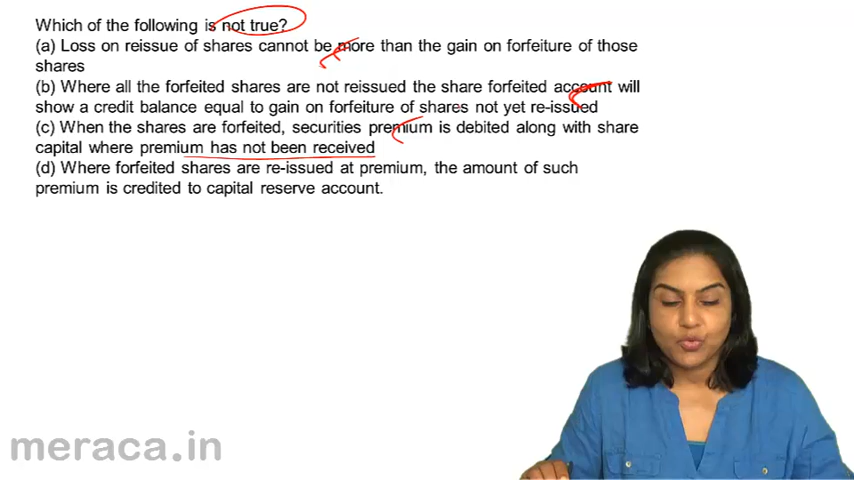 Which of the following is not true?
(a) Loss on reissue of shares cannot be more than the gain on forfeiture of those
shares
(b) Where all the forfeited shares are not reissued the share forfeited account will
show a credit balance equal to gain on forfeiture of shares not yet re-issued
(c) When the shares are forfeited, securities premium is debited along with share
capital where premium has not been received
(d) Where forfeited shares are re-issued at premium, the amount of such
premium is credited to capital reserve account.
meraca.in